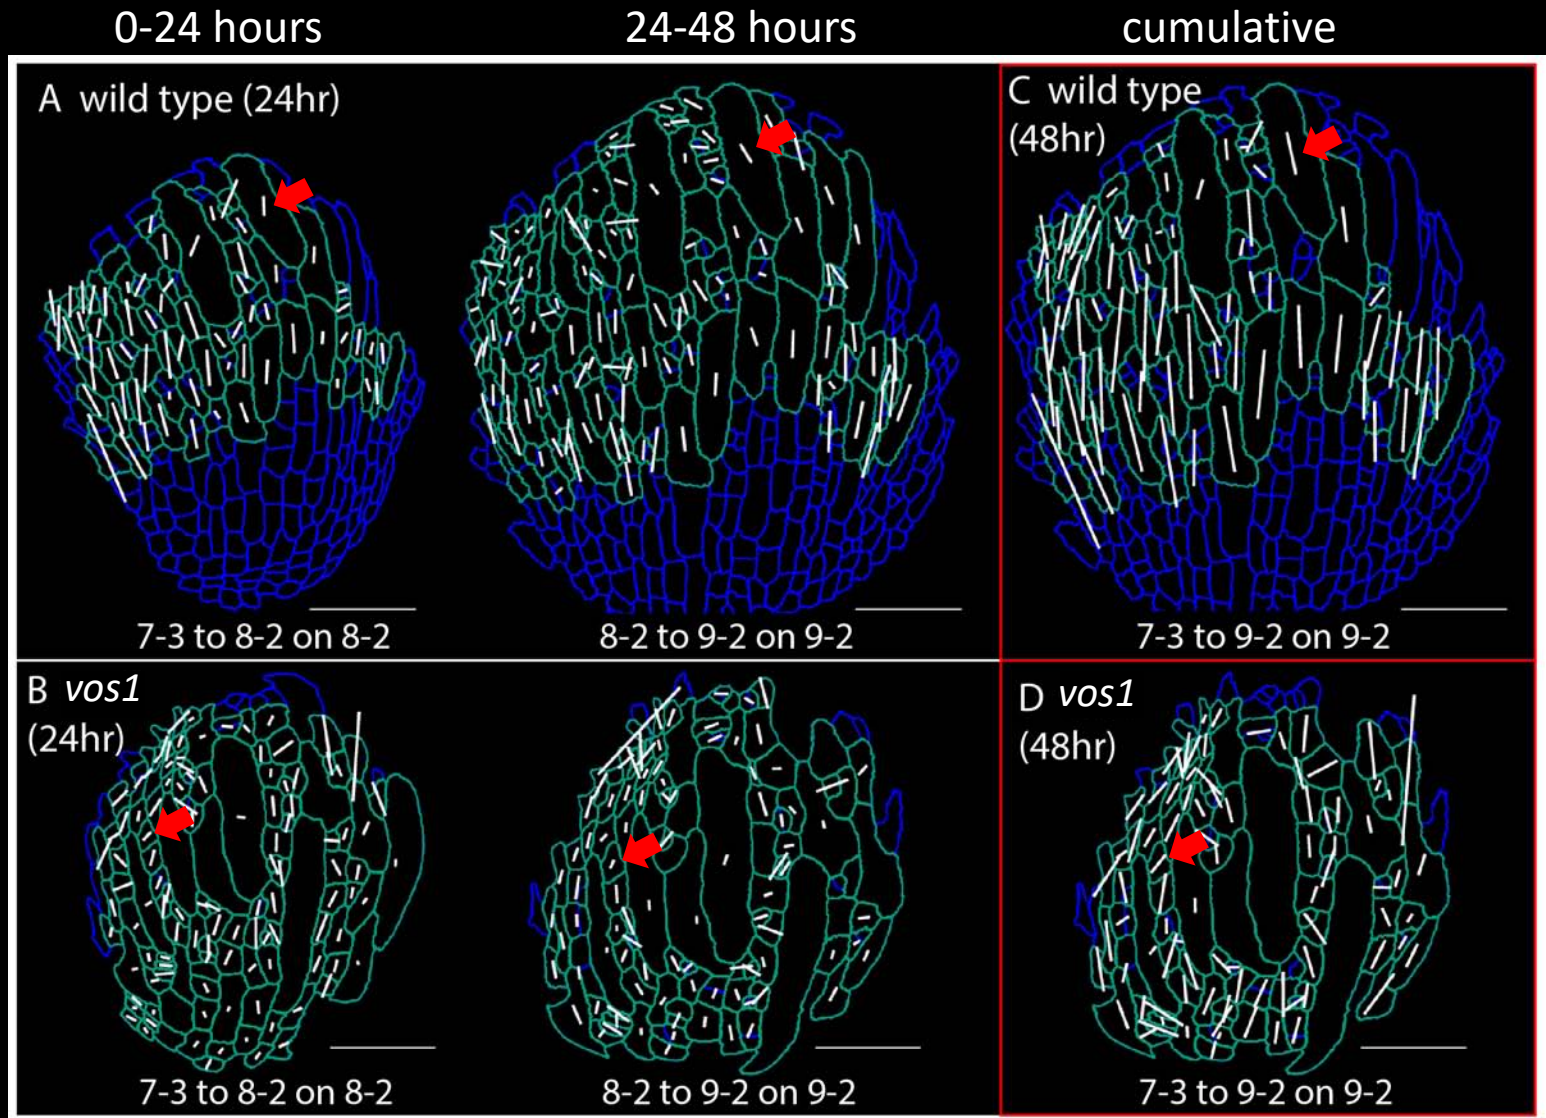 0-24 hours
24-48 hours
cumulative
A wild type (24hr)
C wild type
(48hr)
7-3 to 8-2 on 8-2
8-2 to 9-2 on 9-2
7-3 to 9-2 on 9-2
B vos1
(24hr)
D vos1
(48hr)
7-3 to 8-2 on 8-2
8-2 to 9-2 on 9-2
7-3 to 9-2 on 9-2